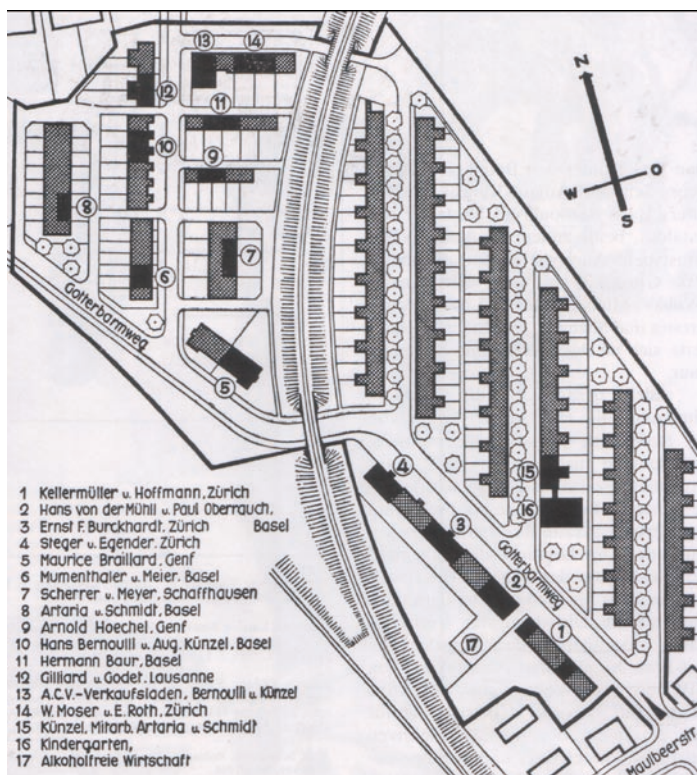 13
14
N
12
11
10
W
O
9
S
8
7
6
Gotterbarmweg
5
4
15
16
3
Gotterbarmweg
2
1
17
Maulbeerstr.
1 Kellermüller u. Hoffmann, Zürich
2 Hans von der Mühll u. Paul Oberrauch,
3 Ernst F. Burckhardt. Zürich Basel
4 Steger u. Egender. Zürich
5 Maurice Braillard. Genf
6 Mumenthaler u. Meier. Basel
7 Scherrer u. Meyer, Schaffhausen
8 Artaria u. Schmidt, Basel
9 Arnold Hoechel, Genf
10 Hans Bernoulli u. Aug. Künzel, Basel
11 Hermann Baur, Basel
12 Gilliard u. Godet. Lausanne
13 A.C.V.-Verkaufsladen, Bernoulli u. Künzel
14 W. Moser u. E. Roth, Zürich
15 Künzel, Mitarb. Artaria u. Schmidt
16 Kindergarten,
17 Alkoholfreie Wirtschaft